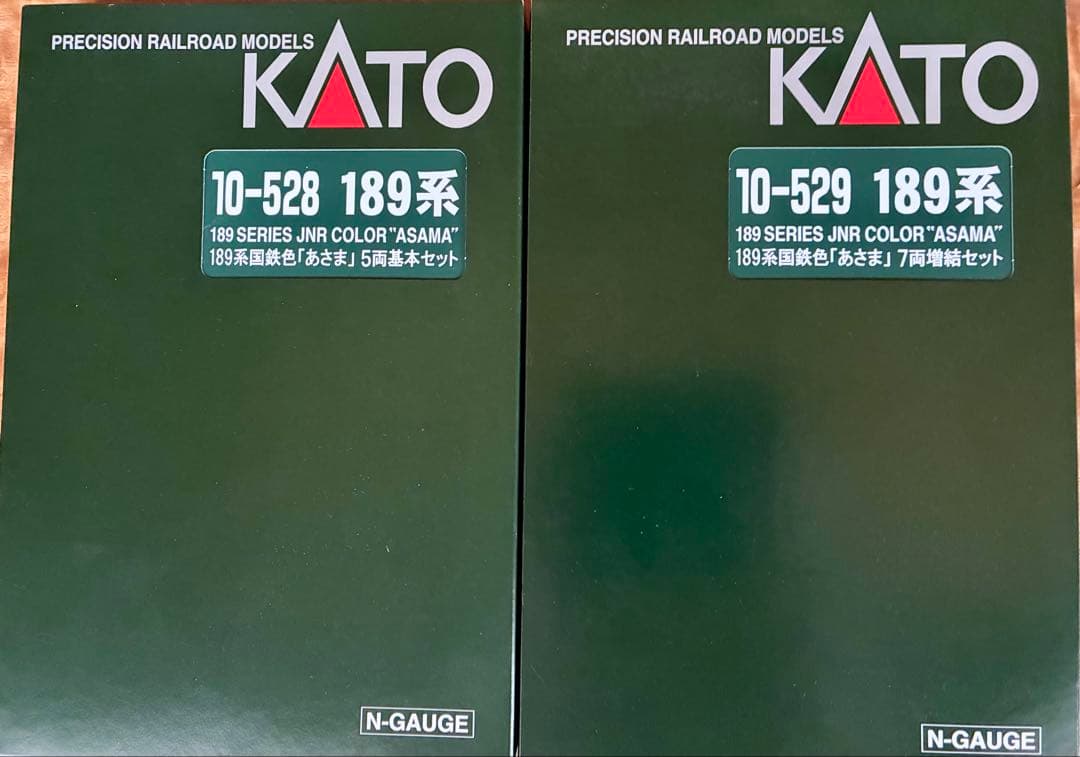 PRECISION RAILROAD MODELS
KATO
10-528 189系
189 SERIES JNR COLOR "ASAMA"
189系国鉄色「あさま」5両基本セット
N-GAUGE
PRECISION RAILROAD MODELS
KATO
10-529 189系
189 SERIES JNR COLOR "ASAMA"
189系国鉄色「あさま」7両増結セット
N-GAUGE